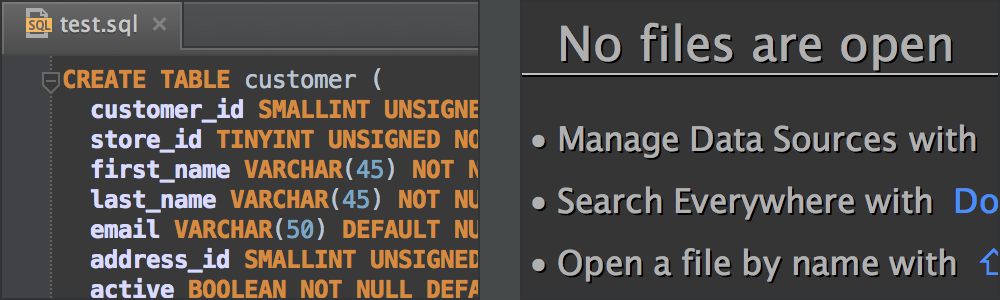 SQL test.sql ×
CREATE TABLE customer (
customer_id SMALLINT UNSIGNE
store_id TINYINT UNSIGNED NO
first_name VARCHAR(45) NOT N
last_name VARCHAR(45) NOT NU
email VARCHAR(50) DEFAULT NU
address_id SMALLINT UNSIGNED
active BOOLEAN NOT NULL DEFA
No files are open
• Manage Data Sources with
• Search Everywhere with Do
• Open a file by name with ⇧